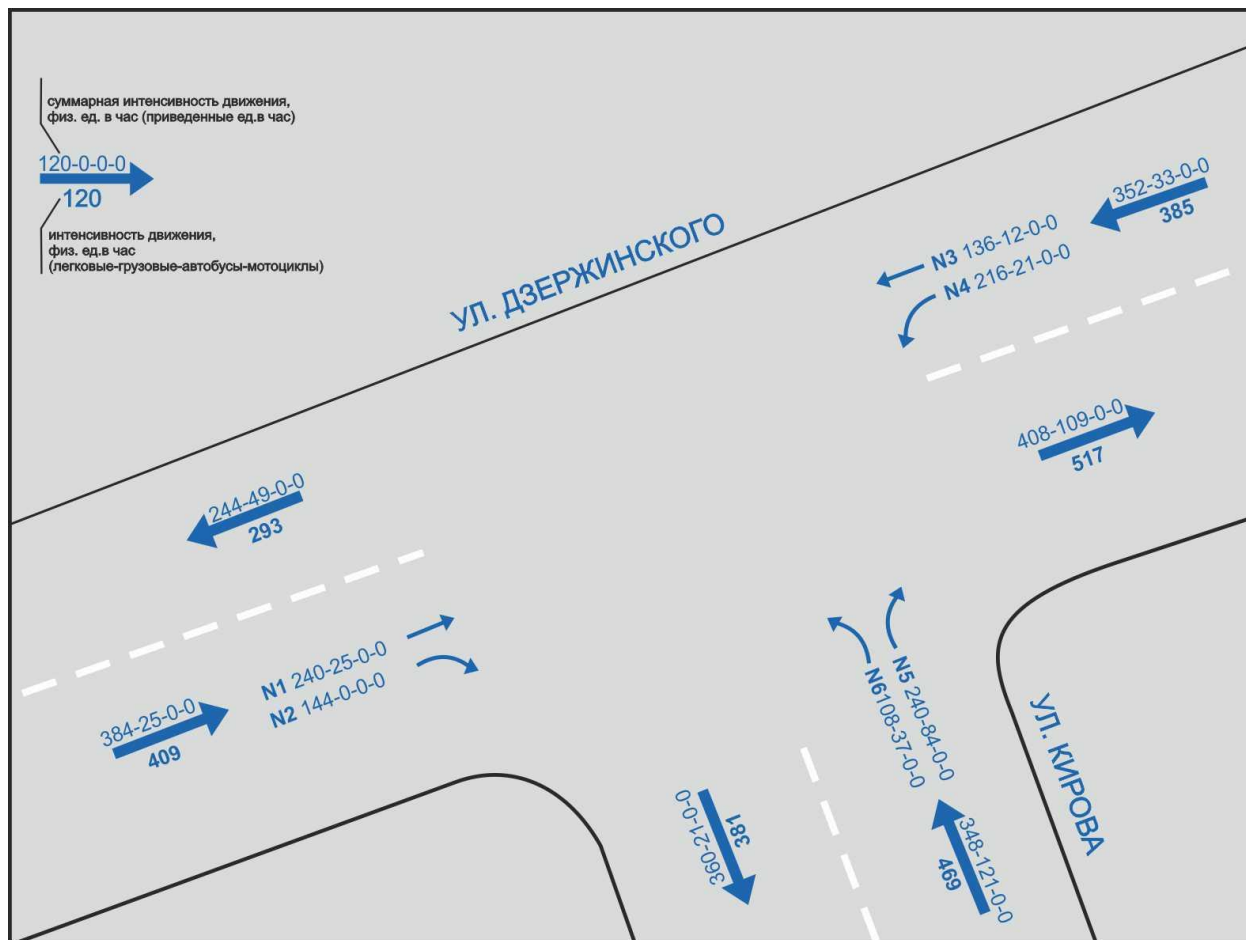 суммарная интенсивность движения,
физ. ед. в час (приведенные ед.в час)
120-0-0-0
120
интенсивность движения,
физ. ед.в час
(легковые-грузовые-автобусы-мотоциклы)
УЛ. ДЗЕРЖИНСКОГО
352-33-0-0
385
N3 136-12-0-0
N4 216-21-0-0
408-109-0-0
517
244-49-0-0
293
N1 240-25-0-0
N2 144-0-0-0
384-25-0-0
409
N5 240-84-0-0
N6108-37-0-0
УЛ. КИРОВА
381
360-21-0-0
348-121-0-0
469